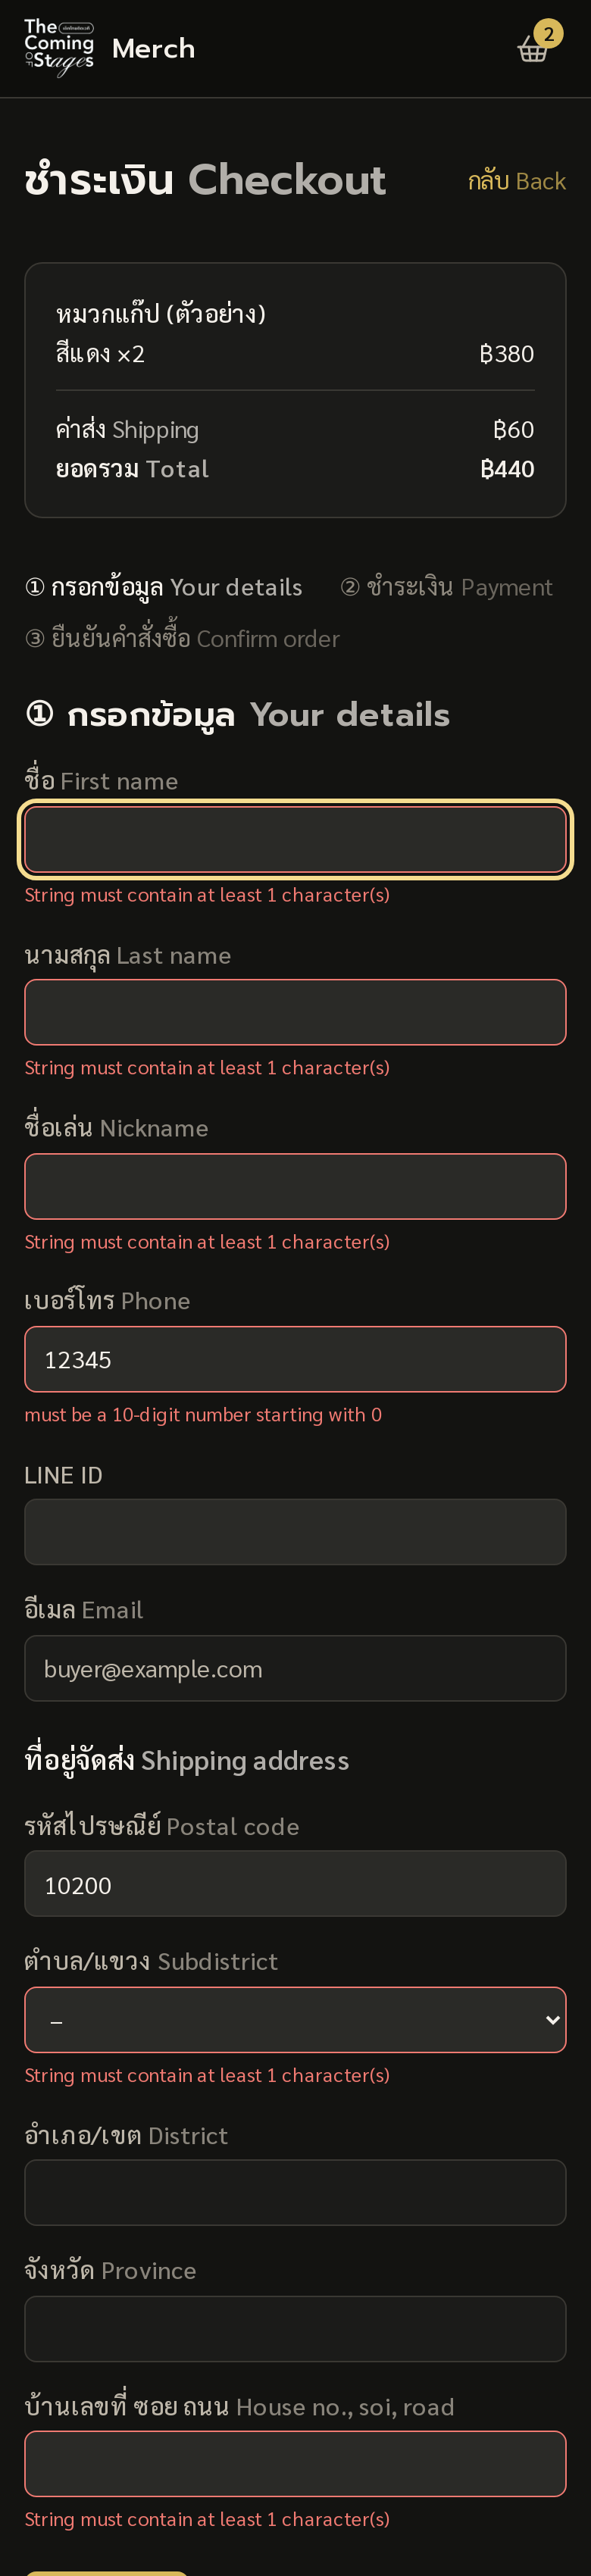 The Coming OF Stages
Merch
2
ชำระเงิน Checkout
กลับ Back
หมวกแก๊ป (ตัวอย่าง)
สีแดง ×2 ฿380
ค่าส่ง Shipping ฿60
ยอดรวม Total ฿440
① กรอกข้อมูล Your details ② ชำระเงิน Payment
③ ยืนยันคำสั่งซื้อ Confirm order
① กรอกข้อมูล Your details
ชื่อ First name
String must contain at least 1 character(s)
นามสกุล Last name
String must contain at least 1 character(s)
ชื่อเล่น Nickname
String must contain at least 1 character(s)
เบอร์โทร Phone
12345
must be a 10-digit number starting with 0
LINE ID
อีเมล Email
buyer@example.com
ที่อยู่จัดส่ง Shipping address
รหัสไปรษณีย์ Postal code
10200
ตำบล/แขวง Subdistrict
–
String must contain at least 1 character(s)
อำเภอ/เขต District
จังหวัด Province
บ้านเลขที่ ซอย ถนน House no., soi, road
String must contain at least 1 character(s)